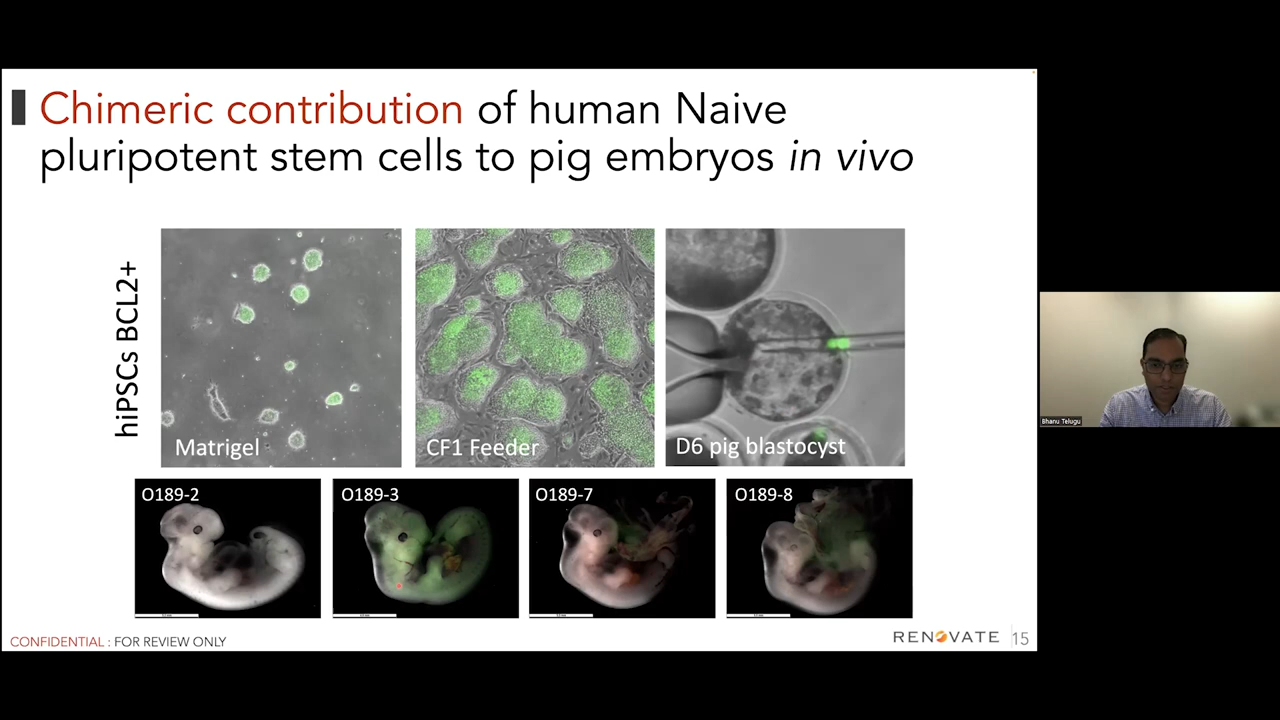 Chimeric contribution of human Naive
pluripotent stem cells to pig embryos in vivo
hiPSCs BCL2+
Matrigel
CF1 Feeder
D6 pig blastocyst
O189-2
O189-3
O189-7
O189-8
Bhanu Telugu
CONFIDENTIAL : FOR REVIEW ONLY
RENOVATE
15